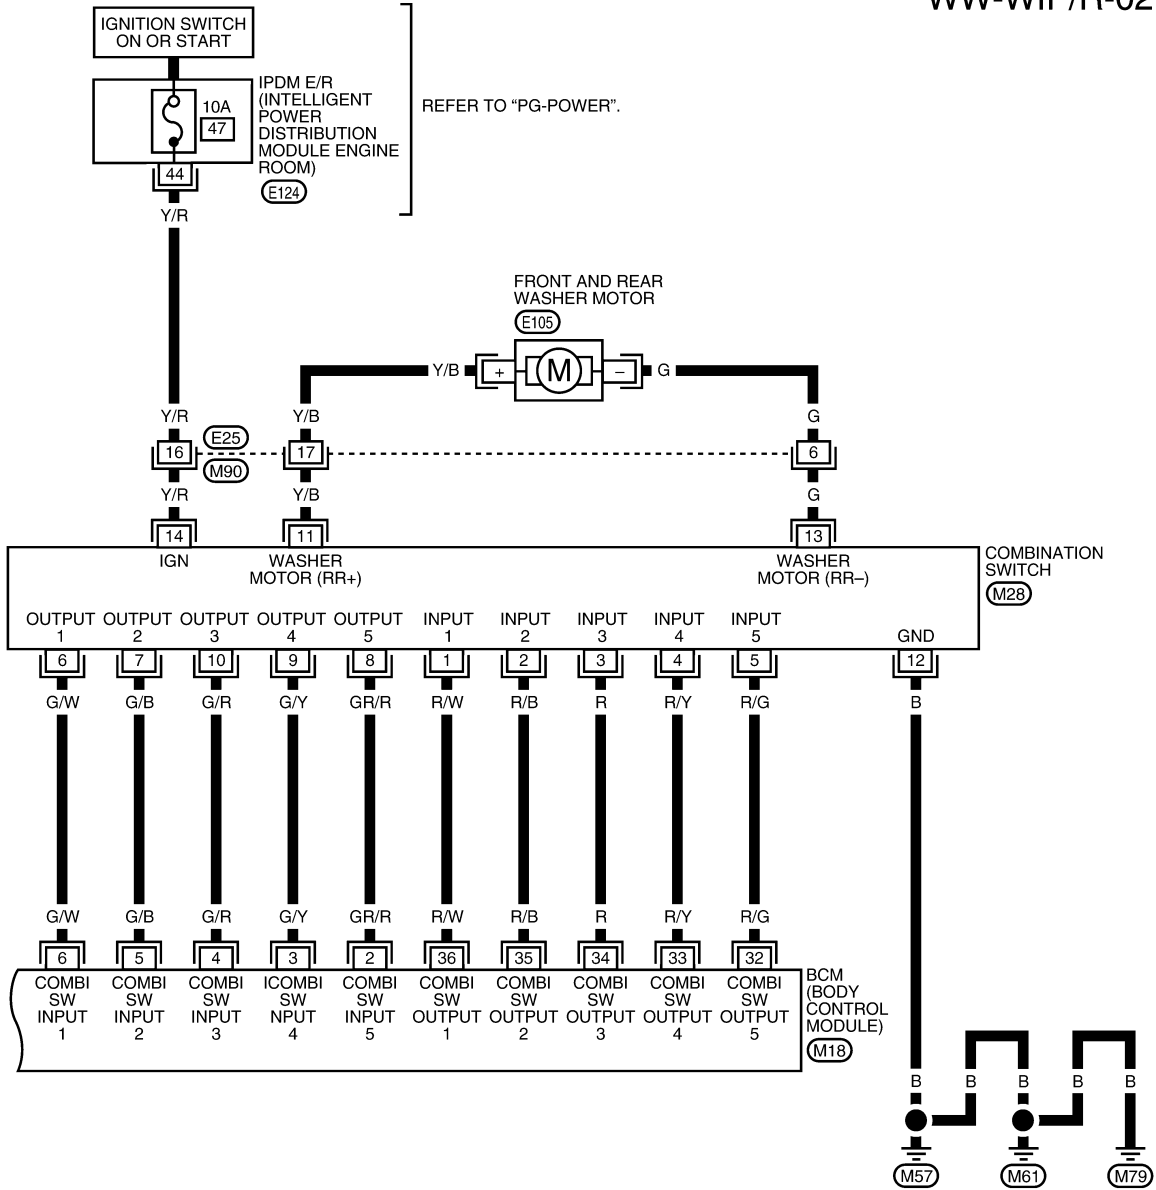 WW-WIP/R-02
IGNITION SWITCH
ON OR START
10A
47
IPDM E/R
(INTELLIGENT
POWER
DISTRIBUTION
MODULE ENGINE
ROOM)
E124
REFER TO “PG-POWER”.
44
Y/R
FRONT AND REAR
WASHER MOTOR
E105
Y/B + M – G
Y/R Y/B G
16 E25 17 6
M90
Y/R Y/B G
14 11 13
IGN WASHER WASHER
MOTOR (RR+) MOTOR (RR–)
COMBINATION
SWITCH
M28
OUTPUT OUTPUT OUTPUT OUTPUT OUTPUT INPUT INPUT INPUT INPUT INPUT
1 2 3 4 5 1 2 3 4 5 GND
6 7 10 9 8 1 2 3 4 5 12
G/W G/B G/R G/Y GR/R R/W R/B R R/Y R/G B
G/W G/B G/R G/Y GR/R R/W R/B R R/Y R/G
6 5 4 3 2 36 35 34 33 32
COMBI COMBI COMBI ICOMBI COMBI COMBI COMBI COMBI COMBI COMBI
SW SW SW SW SW SW SW SW SW SW
INPUT INPUT INPUT NPUT INPUT OUTPUT OUTPUT OUTPUT OUTPUT OUTPUT
1 2 3 4 5 1 2 3 4 5
BCM
(BODY
CONTROL
MODULE)
M18
B B B B B
M57 M61 M79